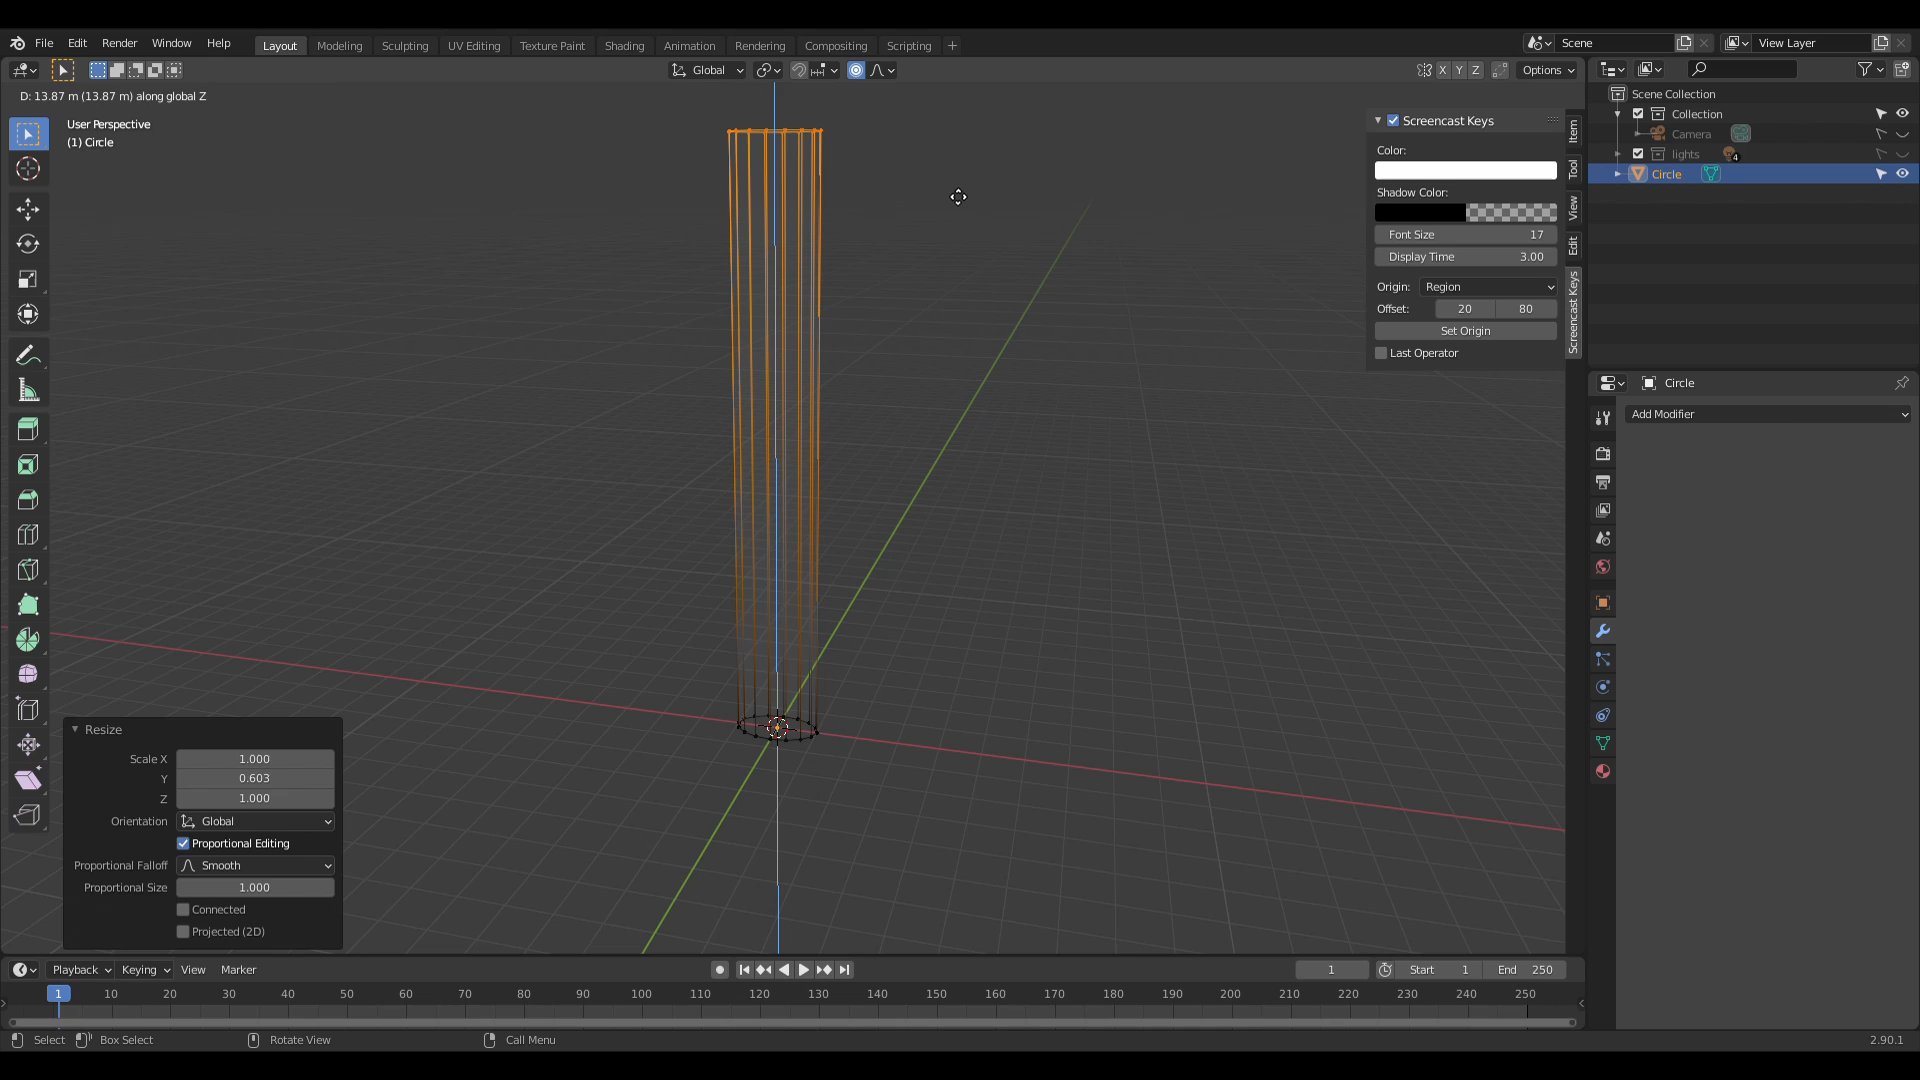 File Edit Render Window Help Layout Modeling Sculpting UV Editing Texture Paint Shading Animation Rendering Compositing Scripting + Scene View Layer
Global X Y Z Options
D: 13.87 m (13.87 m) along global Z
User Perspective
(1) Circle
Screencast Keys
Color:
Shadow Color:
Font Size 17
Display Time 3.00
Origin: Region
Offset: 20 80
Set Origin
Last Operator
Item
Tool
View
Edit
Screencast Keys
Scene Collection
Collection
Camera
lights 4
Circle
Circle
Add Modifier
Resize
Scale X 1.000
Y 0.603
Z 1.000
Orientation Global
Proportional Editing
Proportional Falloff Smooth
Proportional Size 1.000
Connected
Projected (2D)
Playback Keying View Marker 1 Start 1 End 250
1 10 20 30 40 50 60 70 80 90 100 110 120 130 140 150 160 170 180 190 200 210 220 230 240 250
Select Box Select Rotate View Call Menu 2.90.1